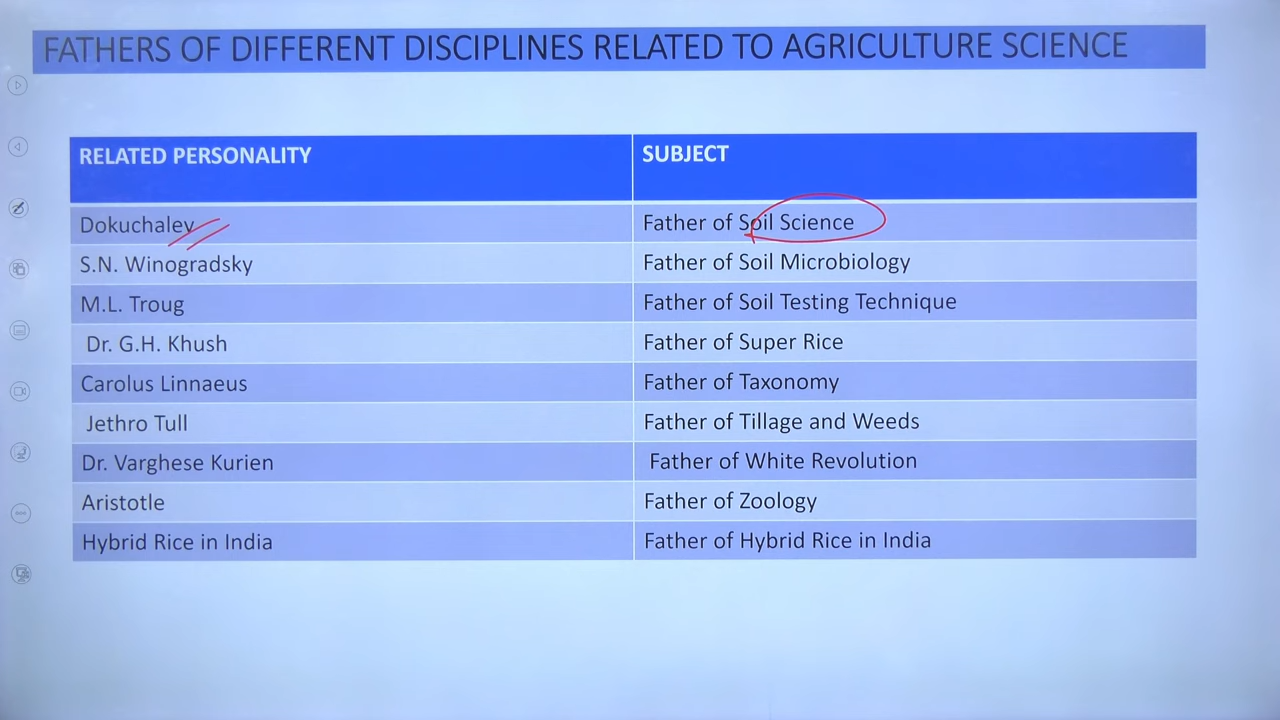 FATHERS OF DIFFERENT DISCIPLINES RELATED TO AGRICULTURE SCIENCE
RELATED PERSONALITY SUBJECT
Dokuchalev Father of Soil Science
S.N. Winogradsky Father of Soil Microbiology
M.L. Troug Father of Soil Testing Technique
Dr. G.H. Khush Father of Super Rice
Carolus Linnaeus Father of Taxonomy
Jethro Tull Father of Tillage and Weeds
Dr. Varghese Kurien Father of White Revolution
Aristotle Father of Zoology
Hybrid Rice in India Father of Hybrid Rice in India